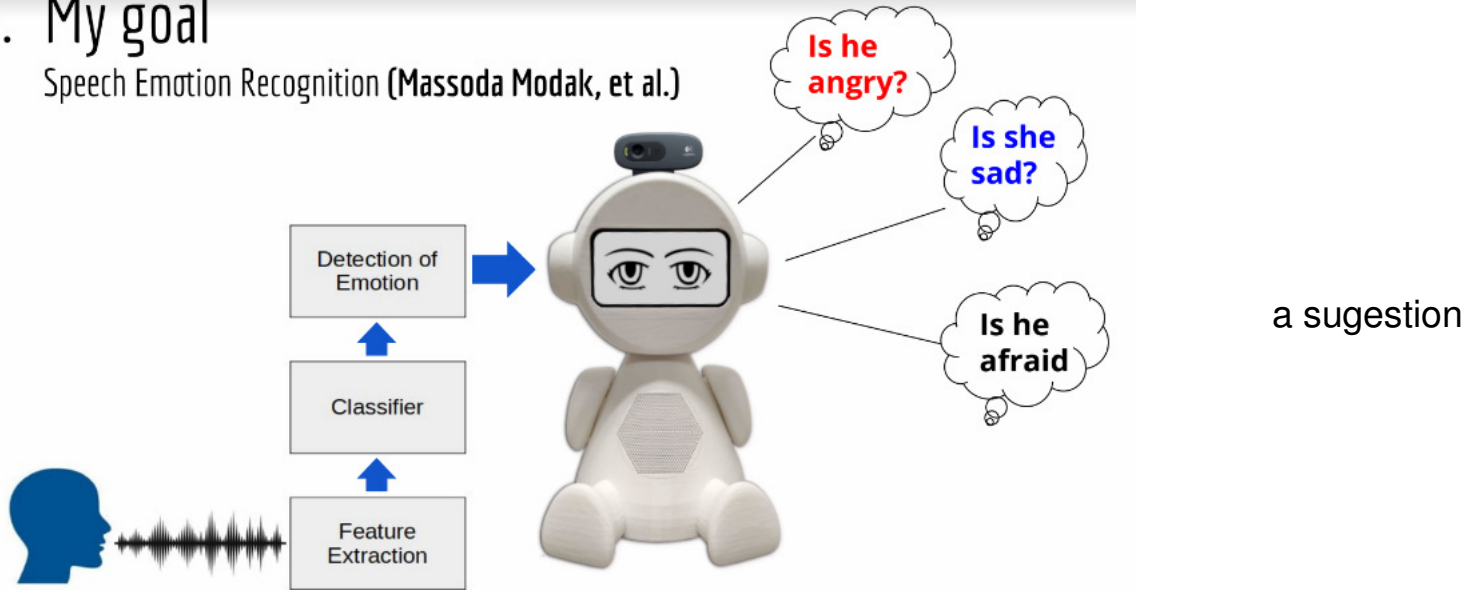 . My goal
Speech Emotion Recognition (Massoda Modak, et al.)
Is he
angry?
Is she
sad?
Detection of
Emotion
Is he
afraid
a sugestion
Classifier
Feature
Extraction